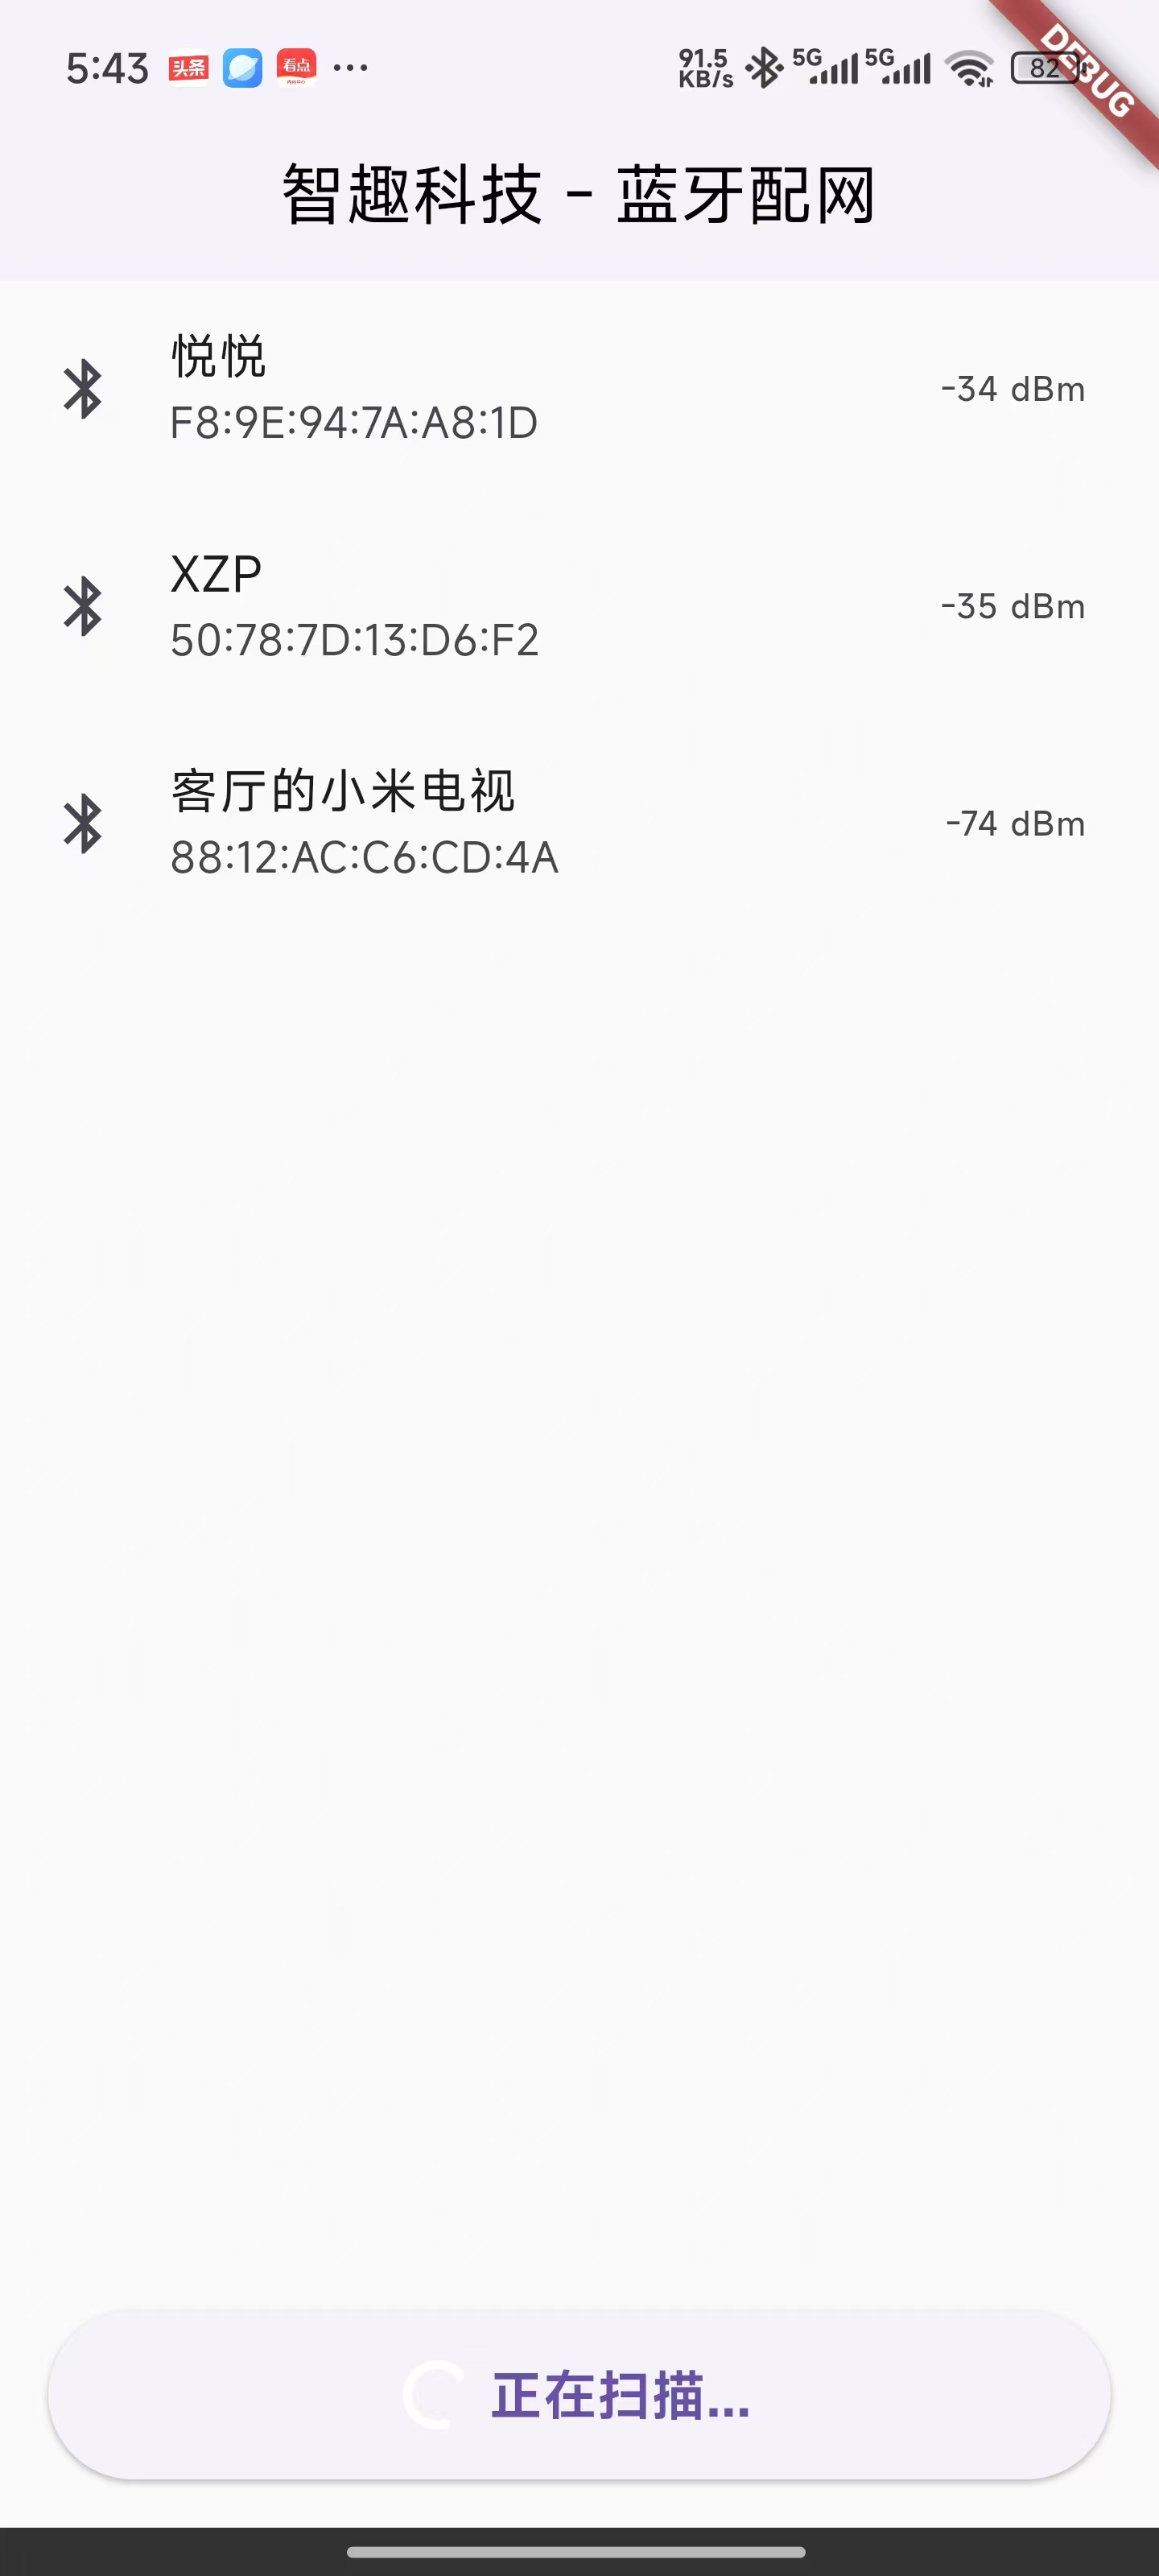 5:43 头条 看点 ... 91.5 KB/s 5G 5G 82 DEBUG
智趣科技 - 蓝牙配网
悦悦
F8:9E:94:7A:A8:1D
-34 dBm
XZP
50:78:7D:13:D6:F2
-35 dBm
客厅的小米电视
88:12:AC:C6:CD:4A
-74 dBm
正在扫描...